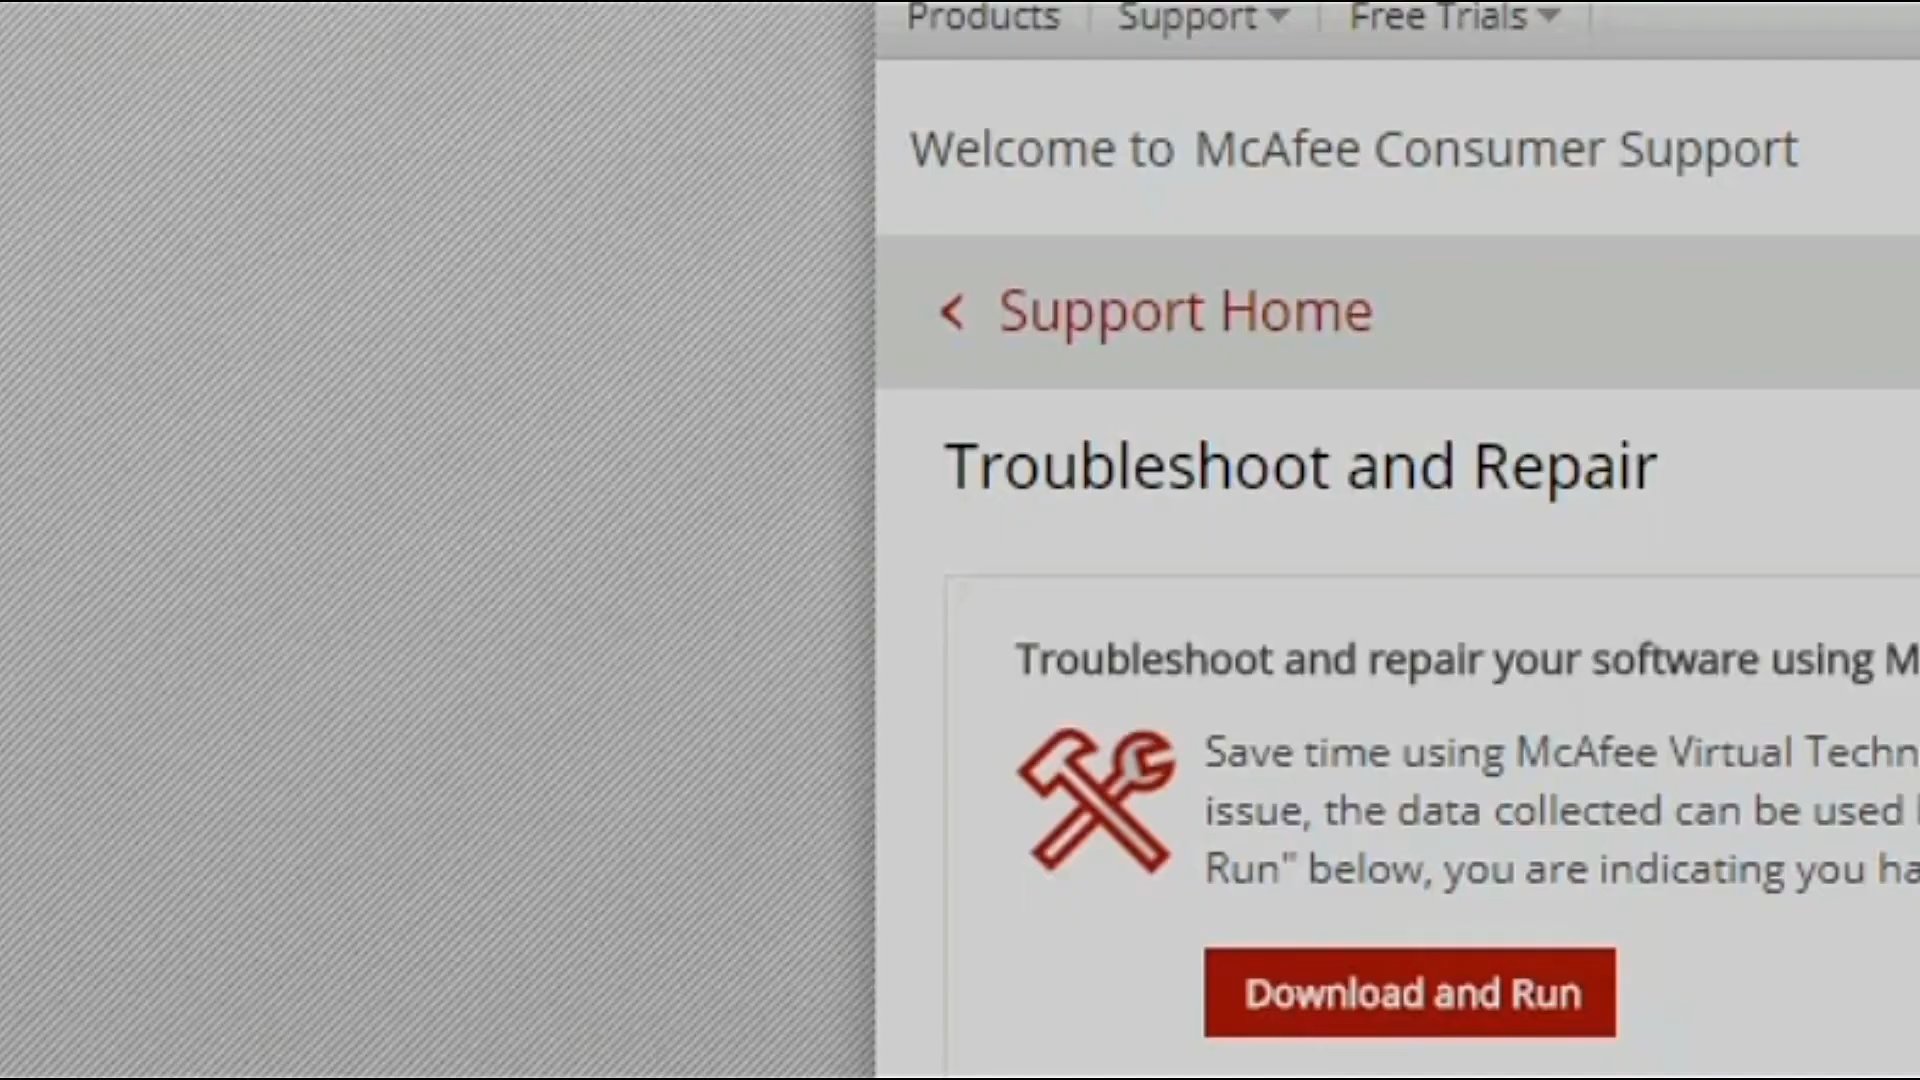 Products Support Free Trials
Welcome to McAfee Consumer Support
< Support Home
Troubleshoot and Repair
Troubleshoot and repair your software using
Save time using McAfee Virtual
issue, the data collected can be used
Run" below, you are indicating you
Download and Run